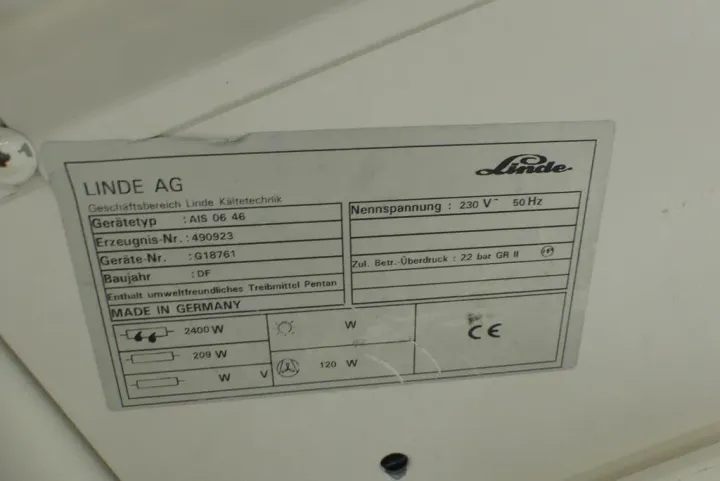 LINDE AG
Linde
Geschäftsbereich Linde Kältetechnik
Gerätetyp : AIS 06 46
Erzeugnis-Nr. : 490923
Geräte-Nr. : G18761
Baujahr : DF
Enthält umweltfreundliches Treibmittel Pentan
MADE IN GERMANY
Nennspannung : 230 V~ 50 Hz
Zul. Betr.-Überdruck : 22 bar GR II
2400 W
209 W
W V
W
120 W
CE